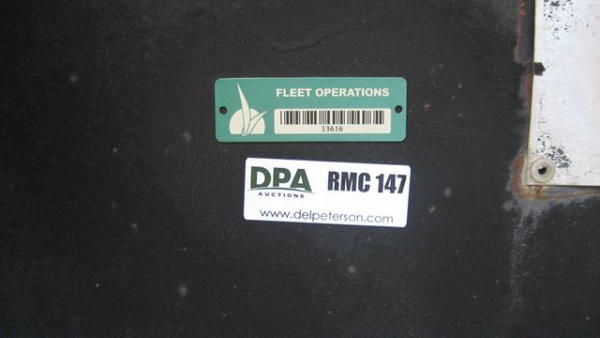 FLEET OPERATIONS
13616
DPA RMC 147
AUCTIONS
www.delpeterson.com